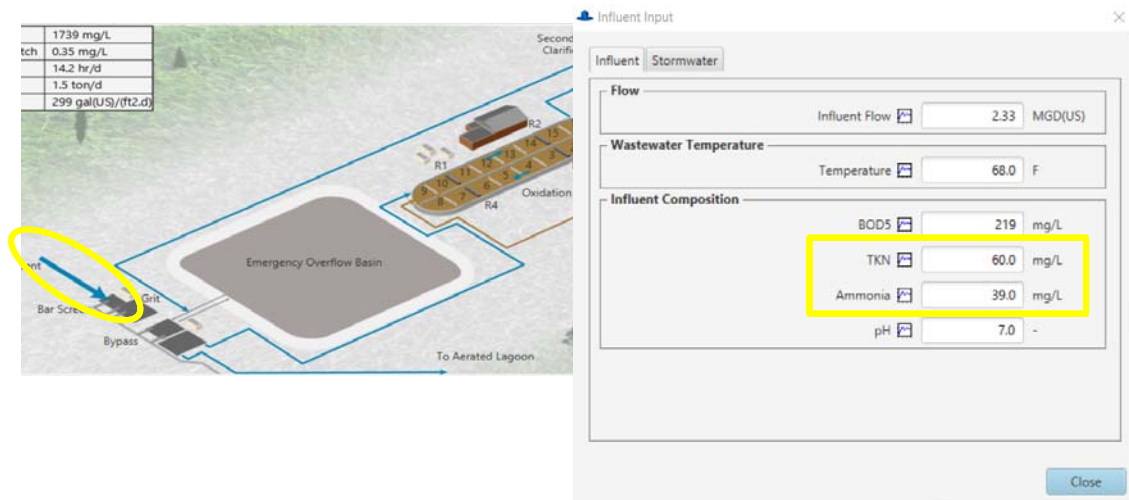 1739 mg/L
tch 0.35 mg/L
14.2 hr/d
1.5 ton/d
299 gal(US)/(ft2.d)
Second
Clarifi
R2
15
14
13
12
11
10
9
8
7
6
5
4
3
R1
R4
Oxidation
Emergency Overflow Basin
Grit
Bar Scre
Bypass
To Aerated Lagoon
Influent Input
Influent Stormwater
Flow
Influent Flow 2.33 MGD(US)
Wastewater Temperature
Temperature 68.0 F
Influent Composition
BOD5 219 mg/L
TKN 60.0 mg/L
Ammonia 39.0 mg/L
pH 7.0 -
Close